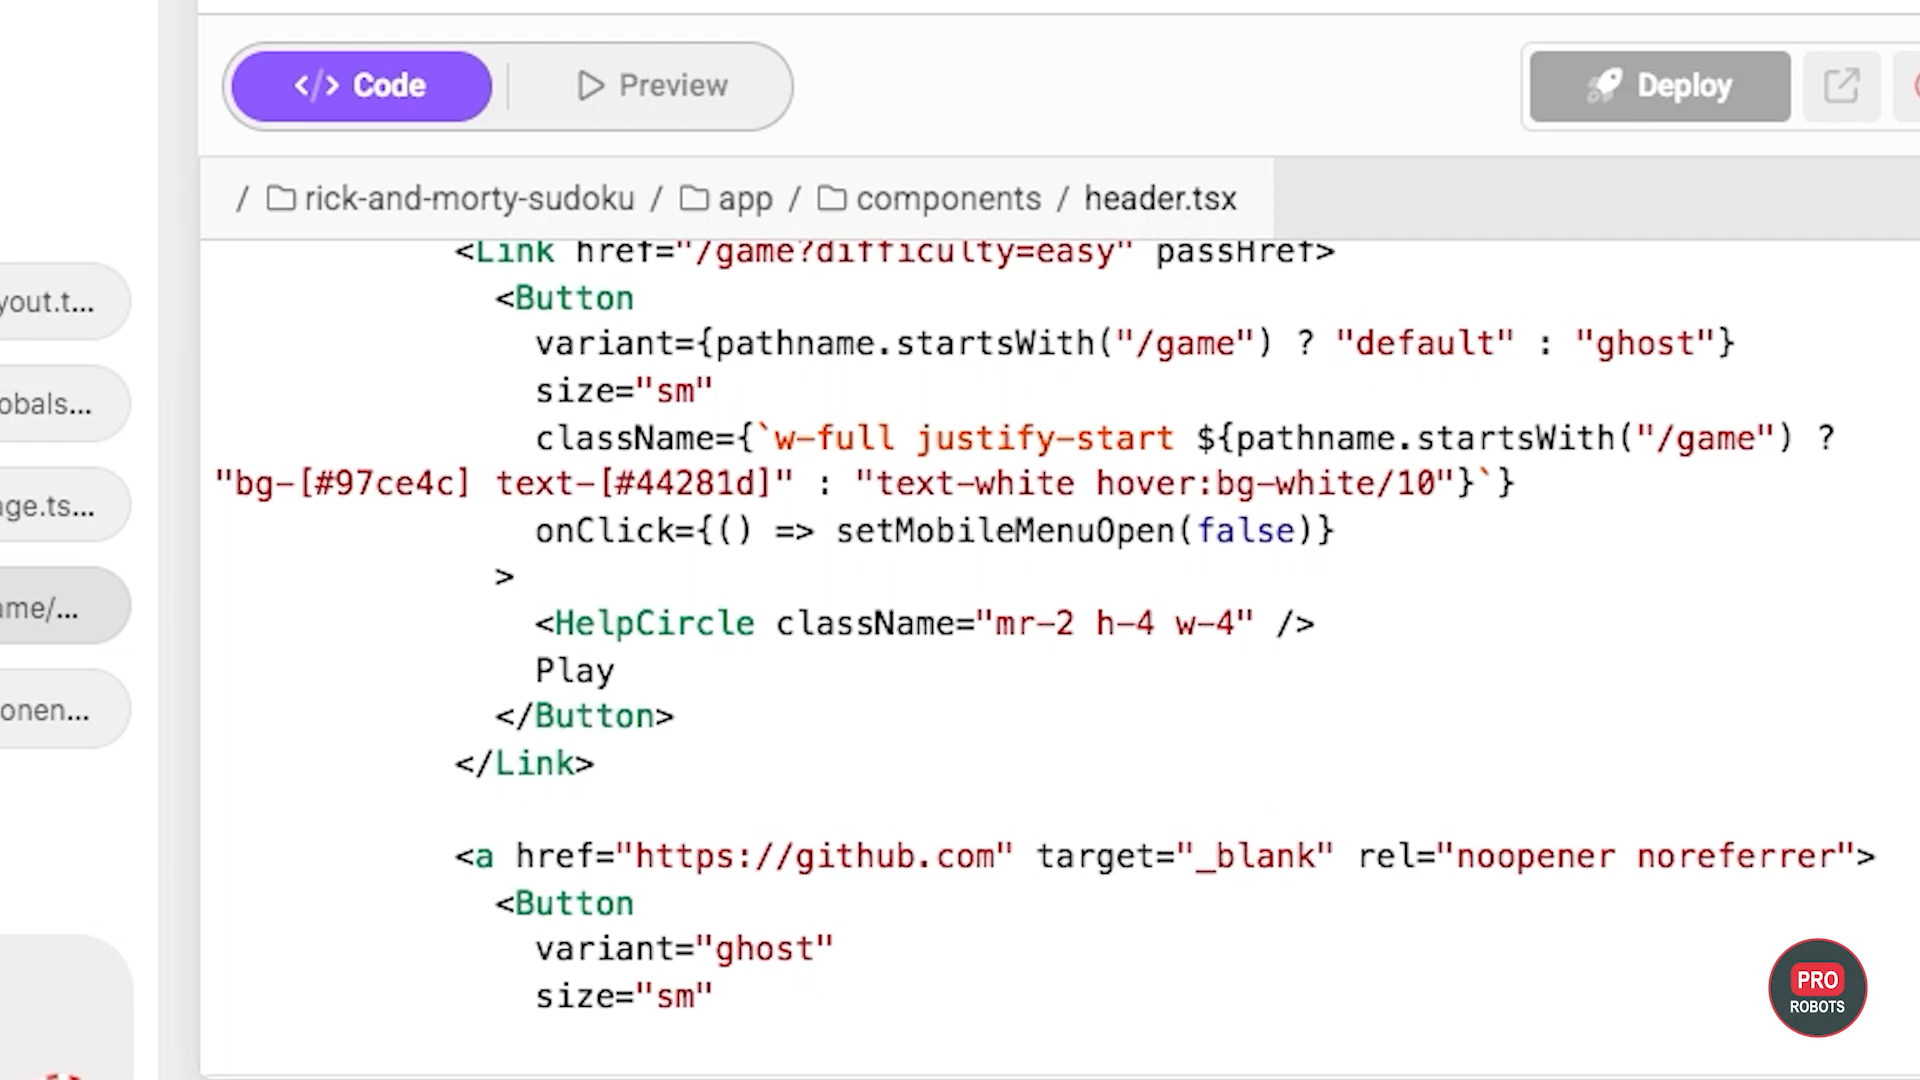 </> Code
Preview
Deploy
/ rick-and-morty-sudoku / app / components / header.tsx
<Link href="/game?difficulty=easy" passHref>
<Button
variant={pathname.startsWith("/game") ? "default" : "ghost"}
size="sm"
className={`w-full justify-start ${pathname.startsWith("/game") ?
"bg-[#97ce4c] text-[#44281d]" : "text-white hover:bg-white/10"}`}
onClick={() => setMobileMenuOpen(false)}
>
<HelpCircle className="mr-2 h-4 w-4" />
Play
</Button>
</Link>
<a href="https://github.com" target="_blank" rel="noopener noreferrer">
<Button
variant="ghost"
size="sm"
yout.t...
obals...
age.ts...
ame/...
onen...
PRO
ROBOTS